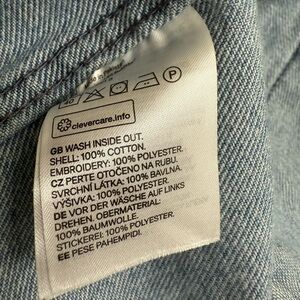 40
P
clevercare.info
GB WASH INSIDE OUT.
SHELL: 100% COTTON.
EMBROIDERY: 100% POLYESTER.
CZ PERTE OTOČENO NA RUBU.
SVRCHNÍ LÁTKA: 100% BAVLNA.
VÝŠIVKA: 100% POLYESTER.
DE VOR DER WÄSCHE AUF LINKS
DREHEN. OBERMATERIAL:
100% BAUMWOLLE.
STICKEREI: 100% POLYESTER.
EE PESE PAHEMPIDI.